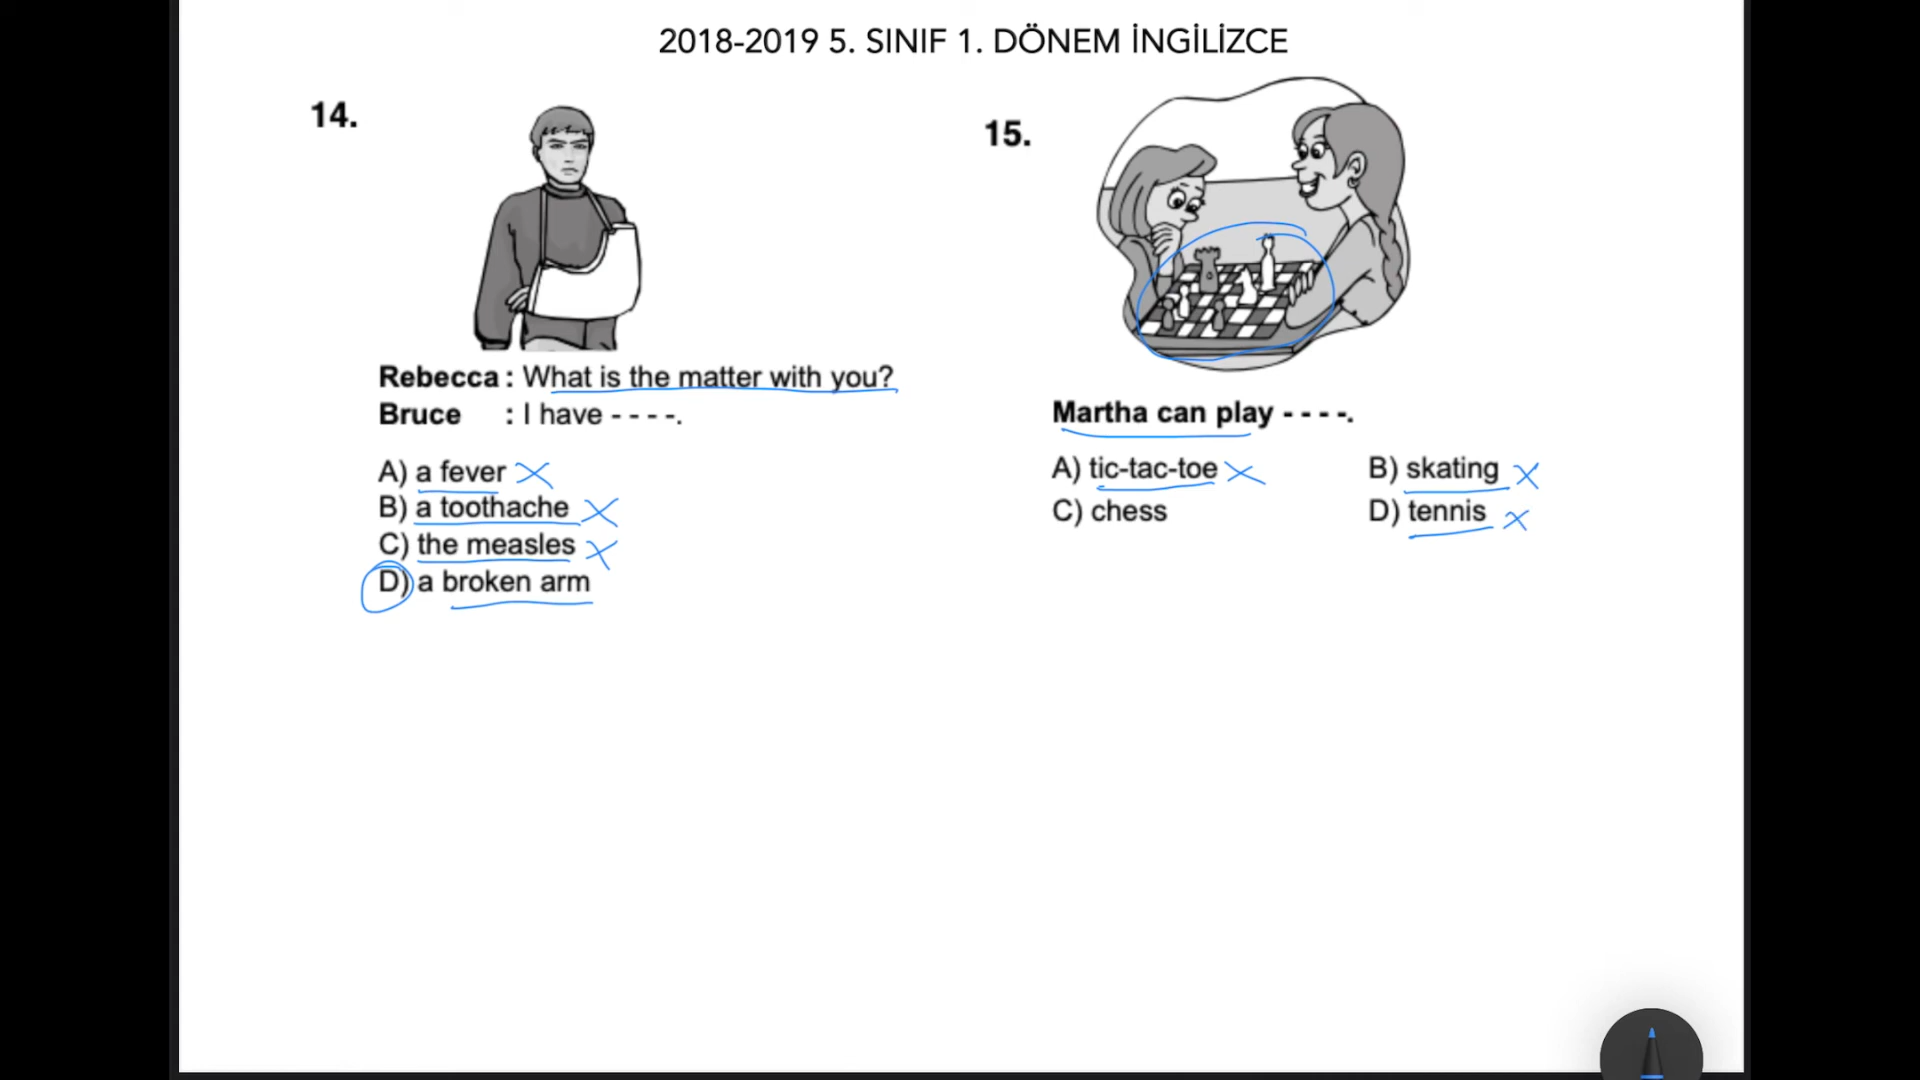 2018-2019 5. SINIF 1. DÖNEM İNGİLİZCE
14.
Rebecca : What is the matter with you?
Bruce : I have - - - -.
A) a fever
B) a toothache
C) the measles
D) a broken arm
15.
Martha can play - - - -.
A) tic-tac-toe
B) skating
C) chess
D) tennis